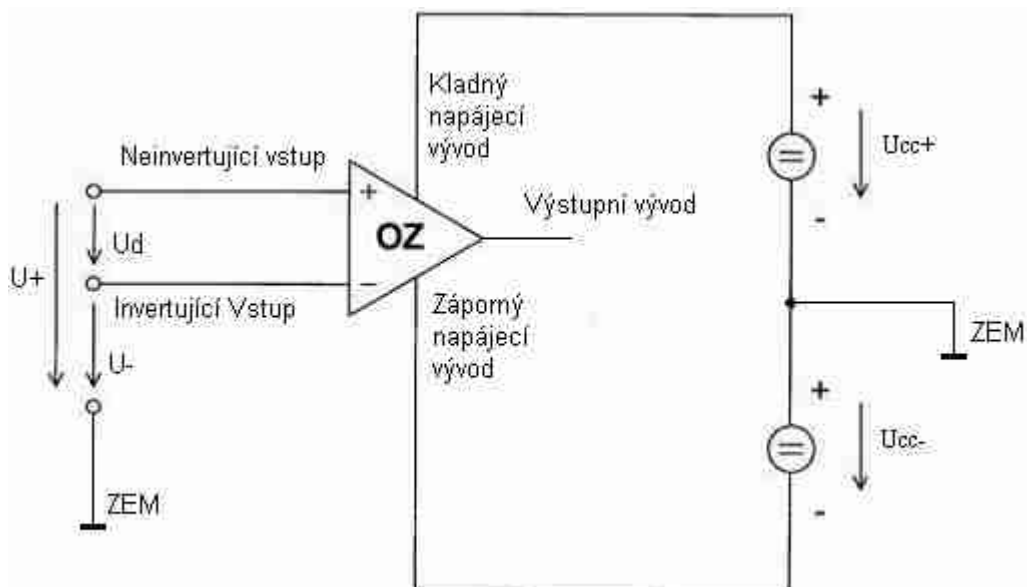 Kladný
napájecí
vývod
+
Ucc+
-
Neinvertující vstup
+
Výstupní vývod
OZ
Ud
U+
-
Invertující Vstup
Záporný
napájecí
vývod
ZEM
U-
+
Ucc-
-
ZEM